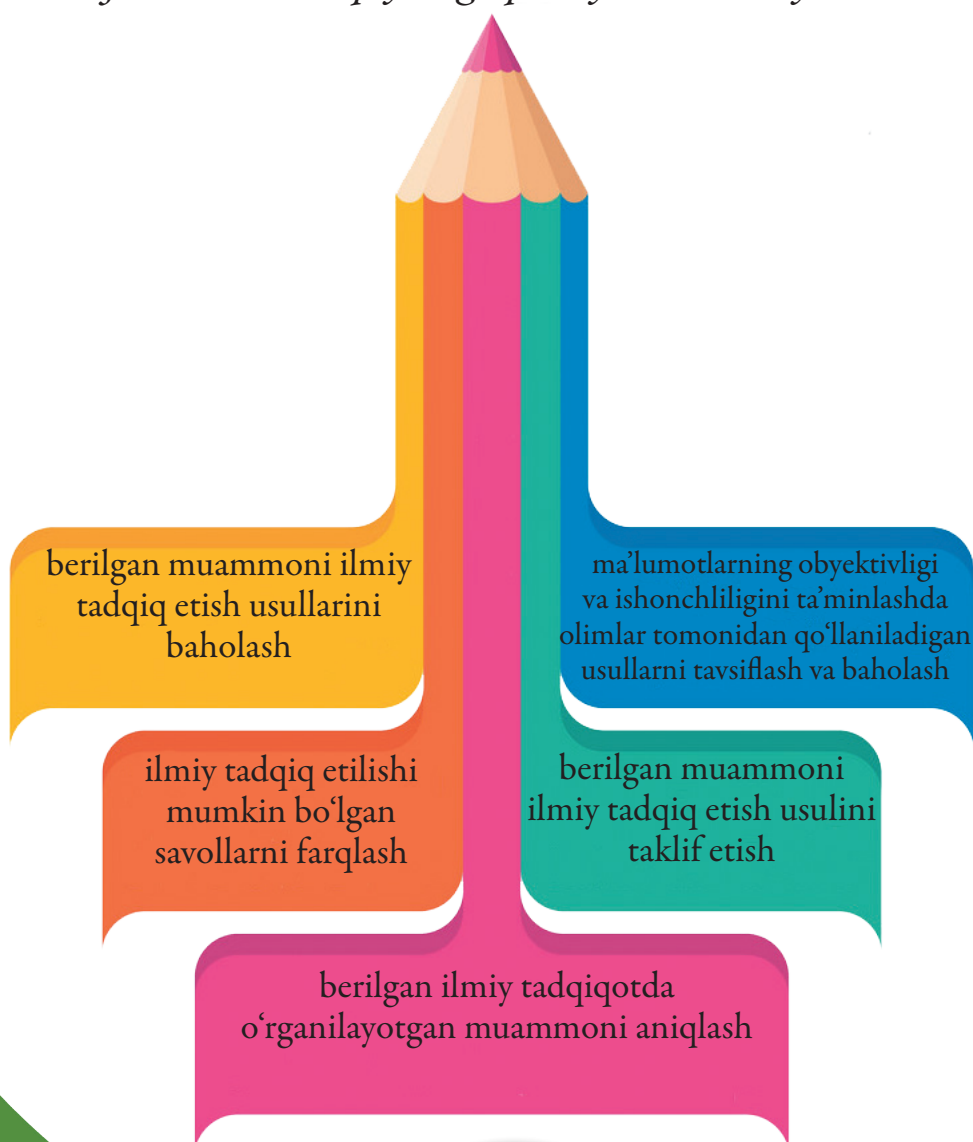 berilgan muammoni ilmiy
tadqiq etish usullarini
baholash
ma’lumotlarning obyektivligi
va ishonchliligini ta’minlashda
olimlar tomonidan qo‘llaniladigan
usullarni tavsiflash va baholash
ilmiy tadqiq etilishi
mumkin bo‘lgan
savollarni farqlash
berilgan muammoni
ilmiy tadqiq etish usulini
taklif etish
berilgan ilmiy tadqiqotda
o‘rganilayotgan muammoni aniqlash